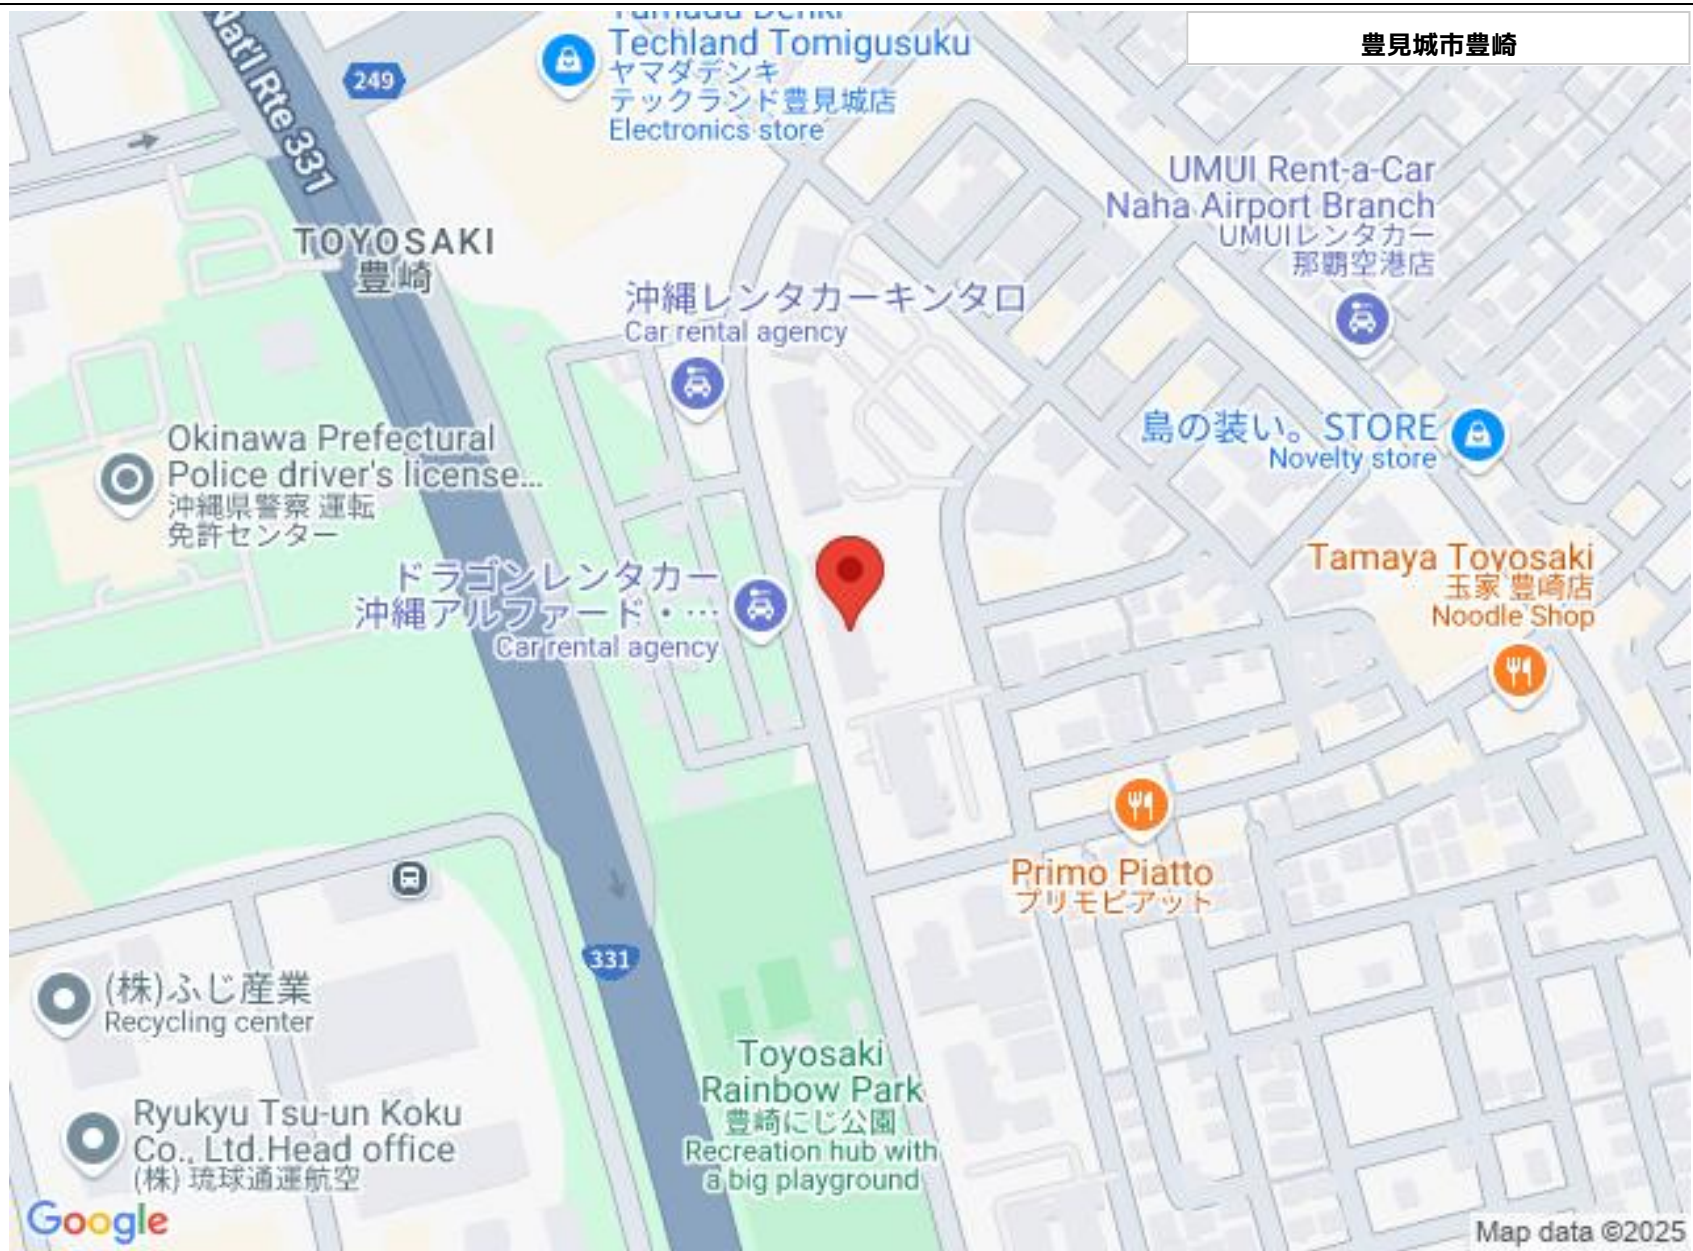 Yamada Denki
Techland Tomigusuku
ヤマダデンキ
テックランド豊見城店
Electronics store
豊見城市豊崎
Nat'l Rte 331
249
UMUI Rent-a-Car
Naha Airport Branch
UMUIレンタカー
那覇空港店
TOYOSAKI
豊崎
沖縄レンタカーキンタロ
Car rental agency
Okinawa Prefectural
Police driver's license...
沖縄県警察 運転
免許センター
島の装い。STORE
Novelty store
ドラゴンレンタカー
沖縄アルファード・…
Car rental agency
Tamaya Toyosaki
玉家 豊崎店
Noodle Shop
Primo Piatto
プリモピアット
331
(株)ふじ産業
Recycling center
Toyosaki
Rainbow Park
豊崎にじ公園
Recreation hub with
a big playground
Ryukyu Tsu-un Koku
Co., Ltd.Head office
(株) 琉球通運航空
Google
Map data ©2025